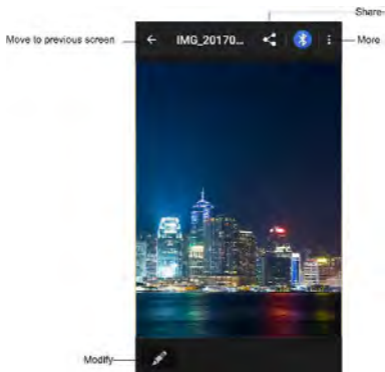 Share
Move to previous screen
IMG_20170...
More
Modify